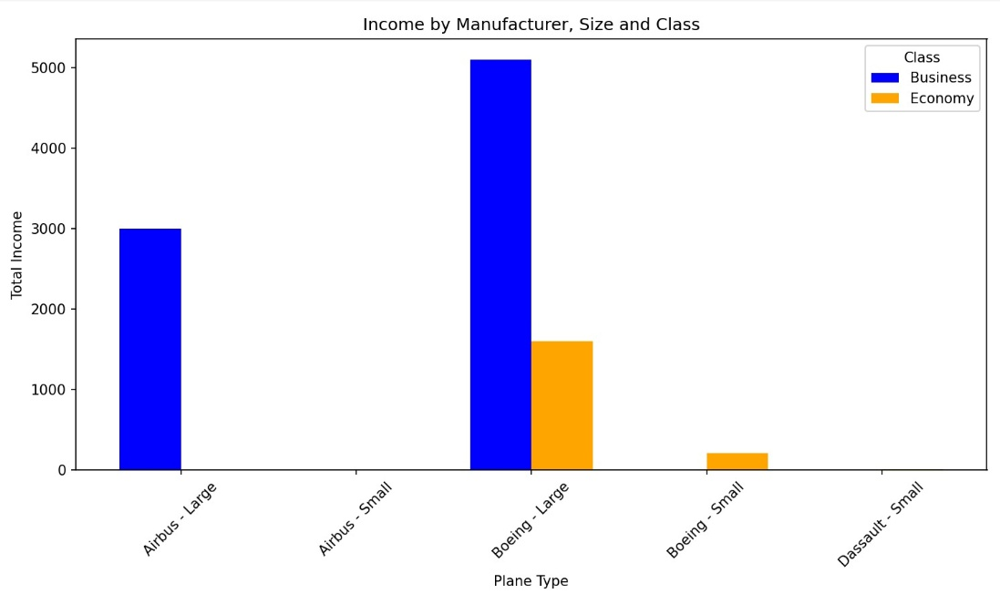 Income by Manufacturer, Size and Class
Class
Business
Economy
5000
4000
3000
2000
1000
0
Total Income
Airbus - Large
Airbus - Small
Boeing - Large
Boeing - Small
Dassault - Small
Plane Type